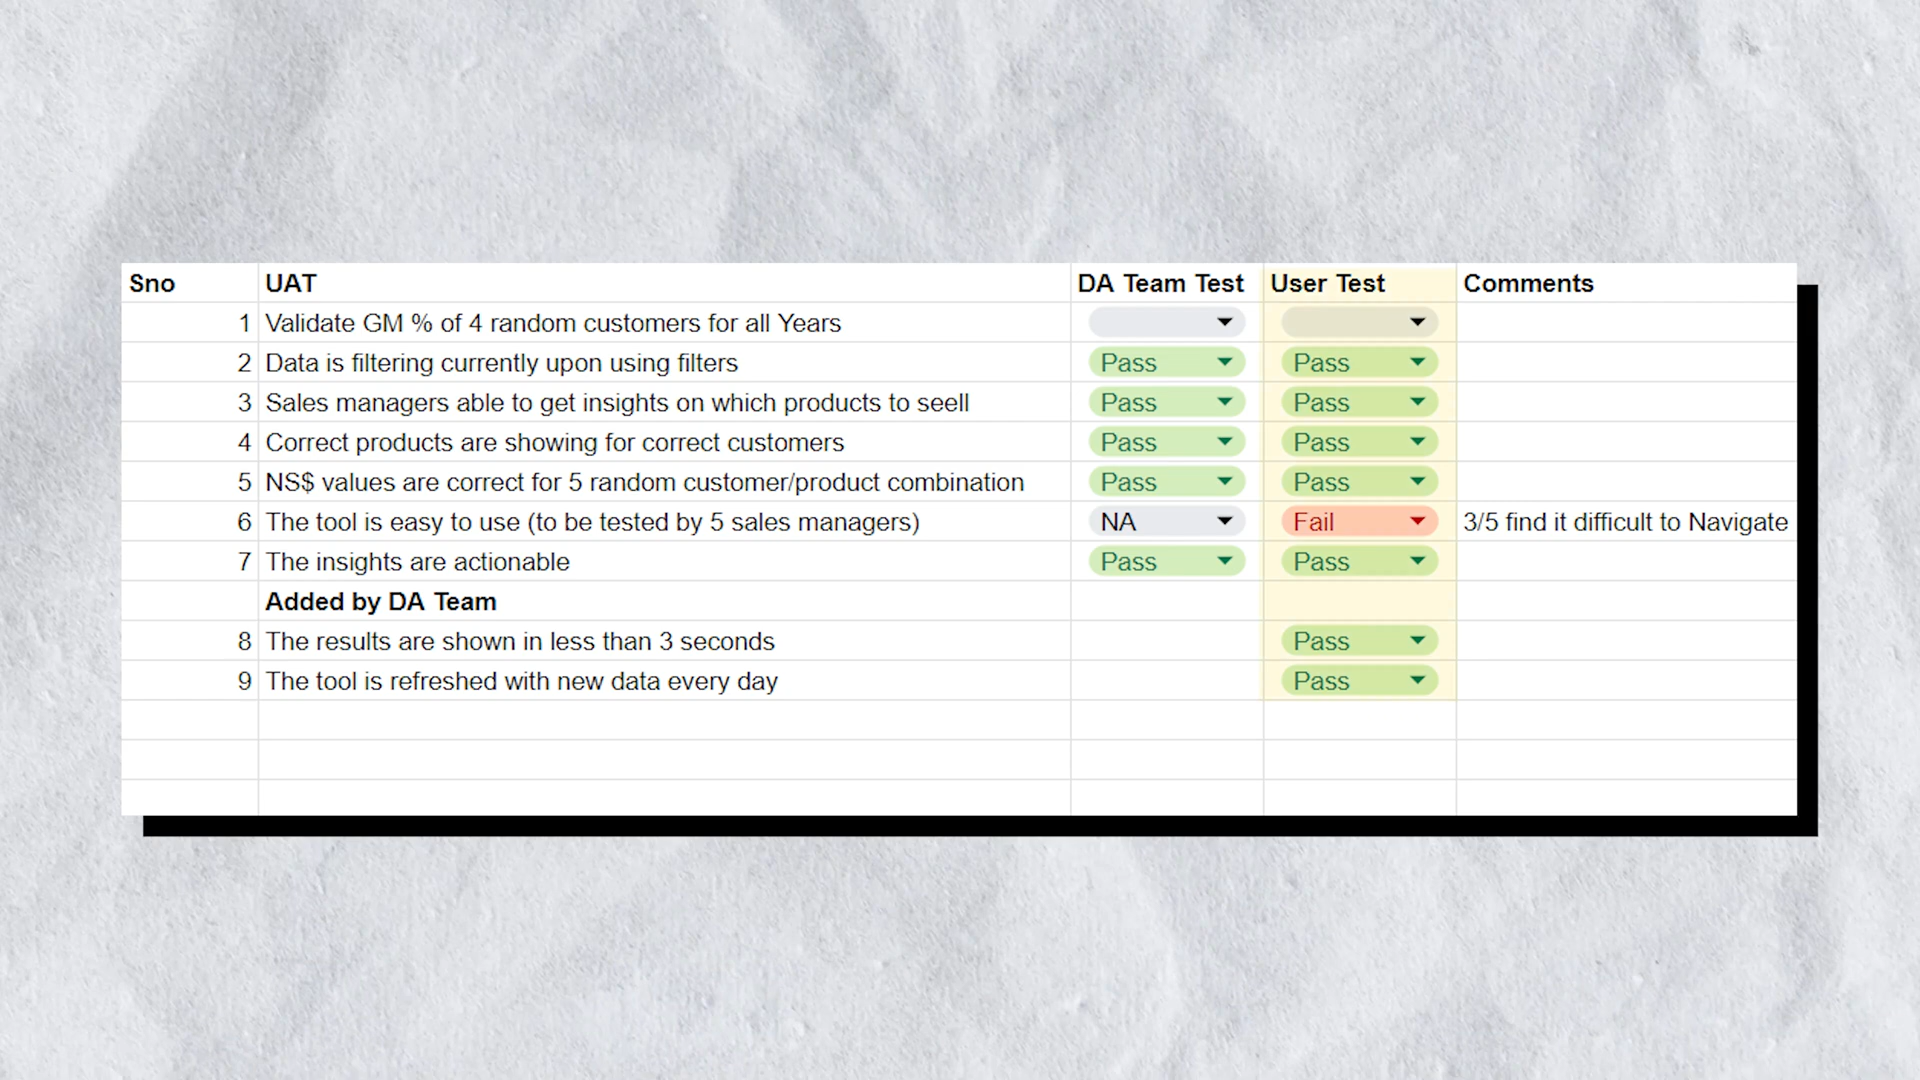 Sno UAT DA Team Test User Test Comments
1 Validate GM % of 4 random customers for all Years
2 Data is filtering currently upon using filters Pass Pass
3 Sales managers able to get insights on which products to seell Pass Pass
4 Correct products are showing for correct customers Pass Pass
5 NS$ values are correct for 5 random customer/product combination Pass Pass
6 The tool is easy to use (to be tested by 5 sales managers) NA Fail 3/5 find it difficult to Navigate
7 The insights are actionable Pass Pass
Added by DA Team
8 The results are shown in less than 3 seconds Pass
9 The tool is refreshed with new data every day Pass